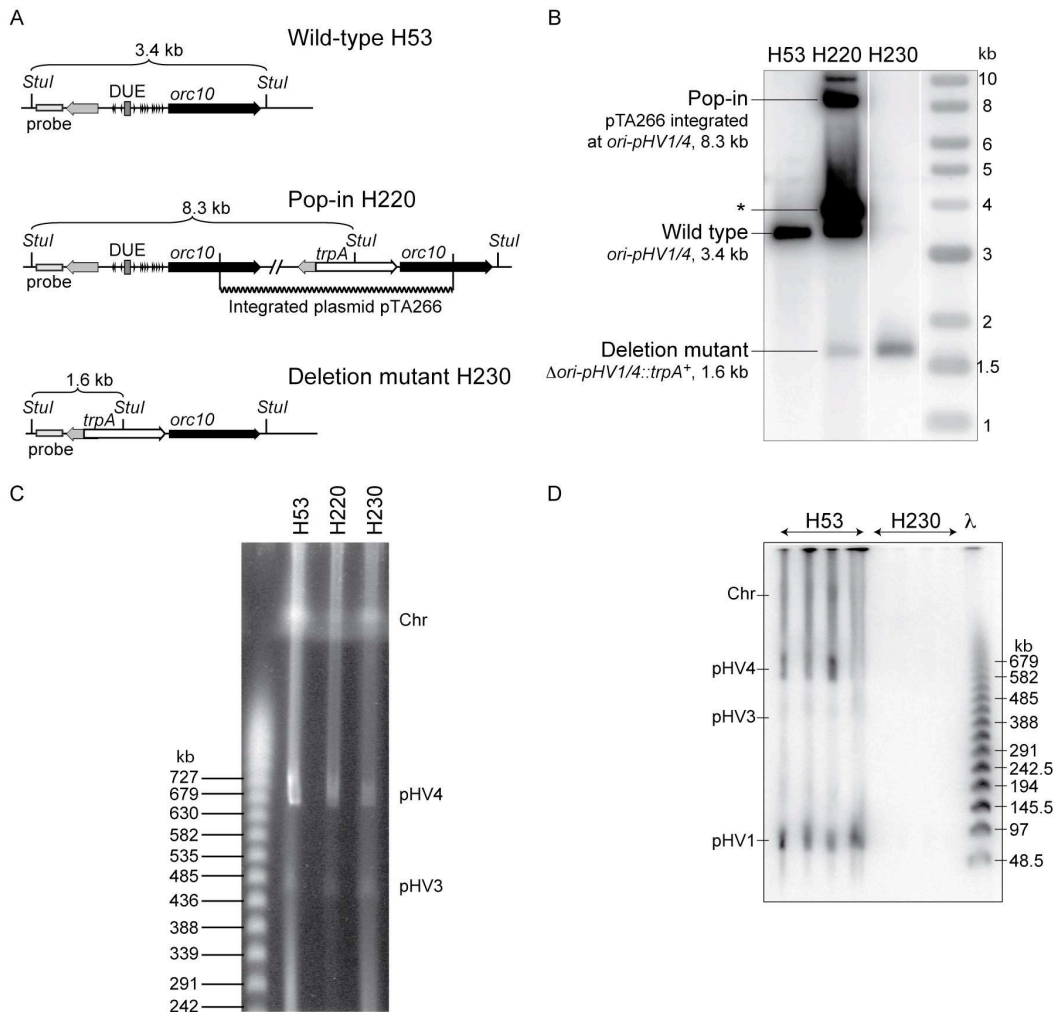 A
Wild-type H53
3.4 kb
StuI
StuI
DUE
orc10
probe
Pop-in H220
8.3 kb
StuI
StuI
StuI
DUE
orc10
trpA
orc10
probe
Integrated plasmid pTA266
Deletion mutant H230
1.6 kb
StuI
StuI
StuI
trpA
orc10
probe
B
H53 H220 H230
kb
Pop-in
pTA266 integrated
at ori-pHV1/4, 8.3 kb
*
Wild type
ori-pHV1/4, 3.4 kb
Deletion mutant
Δori-pHV1/4::trpA+, 1.6 kb
10
8
6
5
4
3
2
1.5
1
C
H53
H220
H230
Chr
pHV4
pHV3
kb
727
679
630
582
535
485
436
388
339
291
242
D
H53
H230
λ
Chr
pHV4
pHV3
pHV1
kb
679
582
485
388
291
242.5
194
145.5
97
48.5